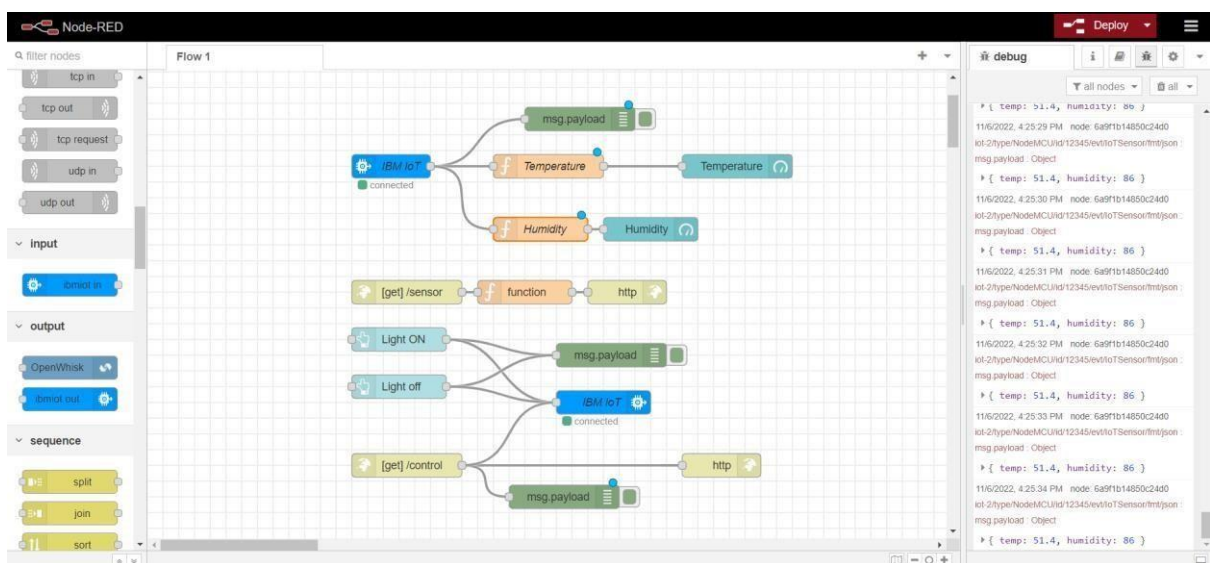 Node-RED
Deploy
filter nodes
Flow 1
debug
i
all nodes
all
tcp in
tcp out
tcp request
udp in
udp out
input
ibmiot in
output
OpenWhisk
ibmiot out
sequence
split
join
sort
msg.payload
IBM IoT
connected
Temperature
Temperature
Humidity
Humidity
[get] /sensor
function
http
Light ON
msg.payload
Light off
IBM IoT
connected
[get] /control
http
msg.payload
{ temp: 51.4, humidity: 86 }
11/6/2022, 4:25:29 PM node: 6a9f1b14850c24d0
iot-2/type/NodeMCU/id/12345/evt/IoTSensor/fmt/json :
msg.payload : Object
{ temp: 51.4, humidity: 86 }
11/6/2022, 4:25:30 PM node: 6a9f1b14850c24d0
iot-2/type/NodeMCU/id/12345/evt/IoTSensor/fmt/json :
msg.payload : Object
{ temp: 51.4, humidity: 86 }
11/6/2022, 4:25:31 PM node: 6a9f1b14850c24d0
iot-2/type/NodeMCU/id/12345/evt/IoTSensor/fmt/json :
msg.payload : Object
{ temp: 51.4, humidity: 86 }
11/6/2022, 4:25:32 PM node: 6a9f1b14850c24d0
iot-2/type/NodeMCU/id/12345/evt/IoTSensor/fmt/json :
msg.payload : Object
{ temp: 51.4, humidity: 86 }
11/6/2022, 4:25:33 PM node: 6a9f1b14850c24d0
iot-2/type/NodeMCU/id/12345/evt/IoTSensor/fmt/json :
msg.payload : Object
{ temp: 51.4, humidity: 86 }
11/6/2022, 4:25:34 PM node: 6a9f1b14850c24d0
iot-2/type/NodeMCU/id/12345/evt/IoTSensor/fmt/json :
msg.payload : Object
{ temp: 51.4, humidity: 86 }